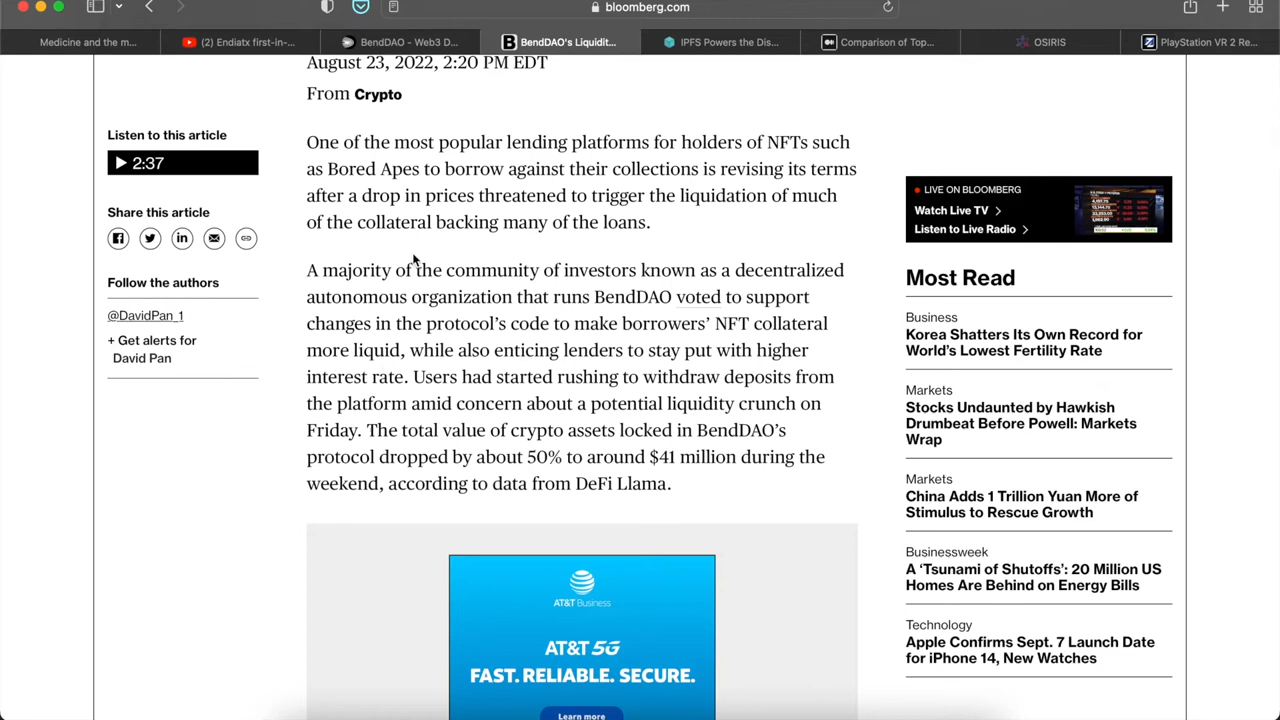 bloomberg.com
Medicine and the m...
(2) Endiatx first-in-...
BendDAO - Web3 D...
BendDAO's Liquidit...
IPFS Powers the Dis...
Comparison of Top...
OSIRIS
PlayStation VR 2 Re...
August 23, 2022, 2:20 PM EDT
From Crypto
Listen to this article
2:37
Share this article
Follow the authors
@DavidPan_1
+ Get alerts for
David Pan
One of the most popular lending platforms for holders of NFTs such
as Bored Apes to borrow against their collections is revising its terms
after a drop in prices threatened to trigger the liquidation of much
of the collateral backing many of the loans.
A majority of the community of investors known as a decentralized
autonomous organization that runs BendDAO voted to support
changes in the protocol’s code to make borrowers’ NFT collateral
more liquid, while also enticing lenders to stay put with higher
interest rate. Users had started rushing to withdraw deposits from
the platform amid concern about a potential liquidity crunch on
Friday. The total value of crypto assets locked in BendDAO’s
protocol dropped by about 50% to around $41 million during the
weekend, according to data from DeFi Llama.
AT&T Business
AT&T 5G
FAST. RELIABLE. SECURE.
Learn more
LIVE ON BLOOMBERG
Watch Live TV
Listen to Live Radio
Most Read
Business
Korea Shatters Its Own Record for
World’s Lowest Fertility Rate
Markets
Stocks Undaunted by Hawkish
Drumbeat Before Powell: Markets
Wrap
Markets
China Adds 1 Trillion Yuan More of
Stimulus to Rescue Growth
Businessweek
A ‘Tsunami of Shutoffs’: 20 Million US
Homes Are Behind on Energy Bills
Technology
Apple Confirms Sept. 7 Launch Date
for iPhone 14, New Watches